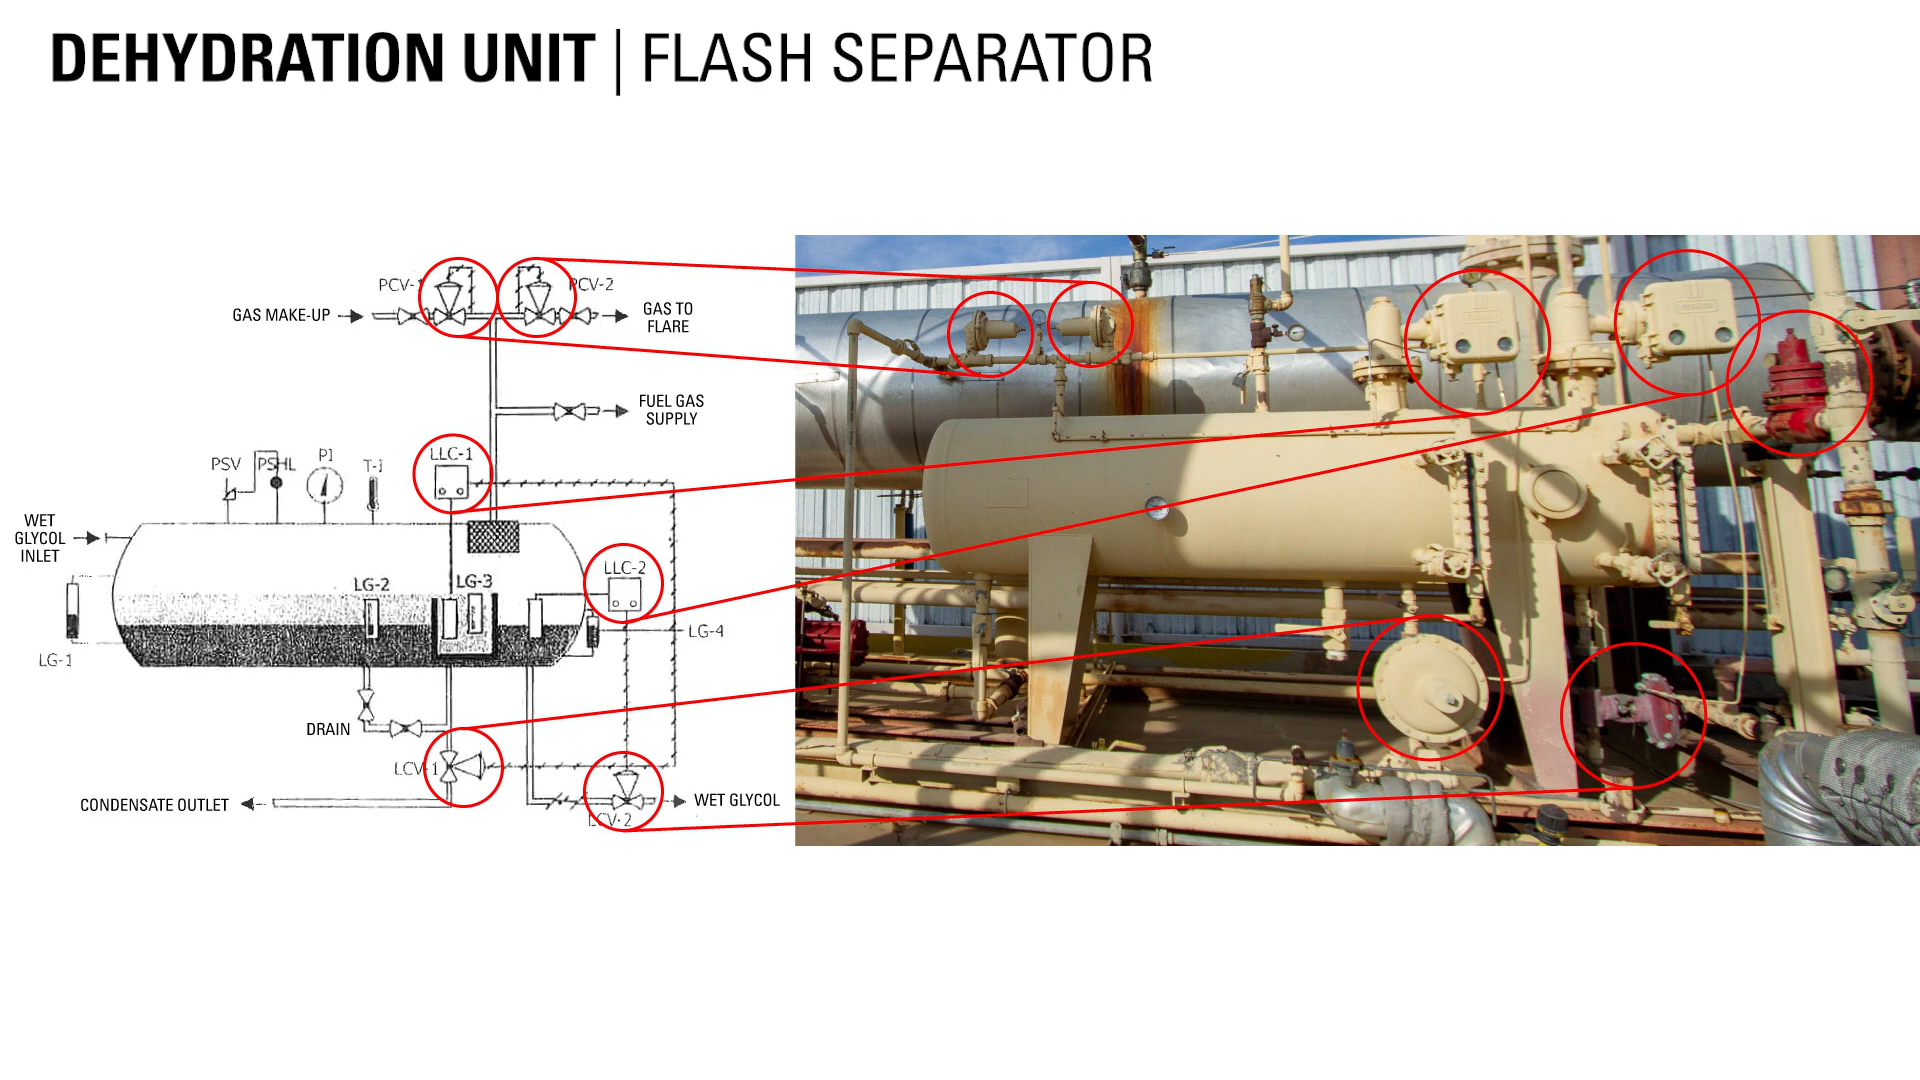 DEHYDRATION UNIT | FLASH SEPARATOR
PCV-1
PCV-2
GAS MAKE-UP
GAS TO
FLARE
FUEL GAS
SUPPLY
LLC-1
PSV
PSHL
PI
T-1
WET
GLYCOL
INLET
LLC-2
LG-2
LG-3
LG-1
LG-4
DRAIN
LCV-1
CONDENSATE OUTLET
WET GLYCOL
LCV-2